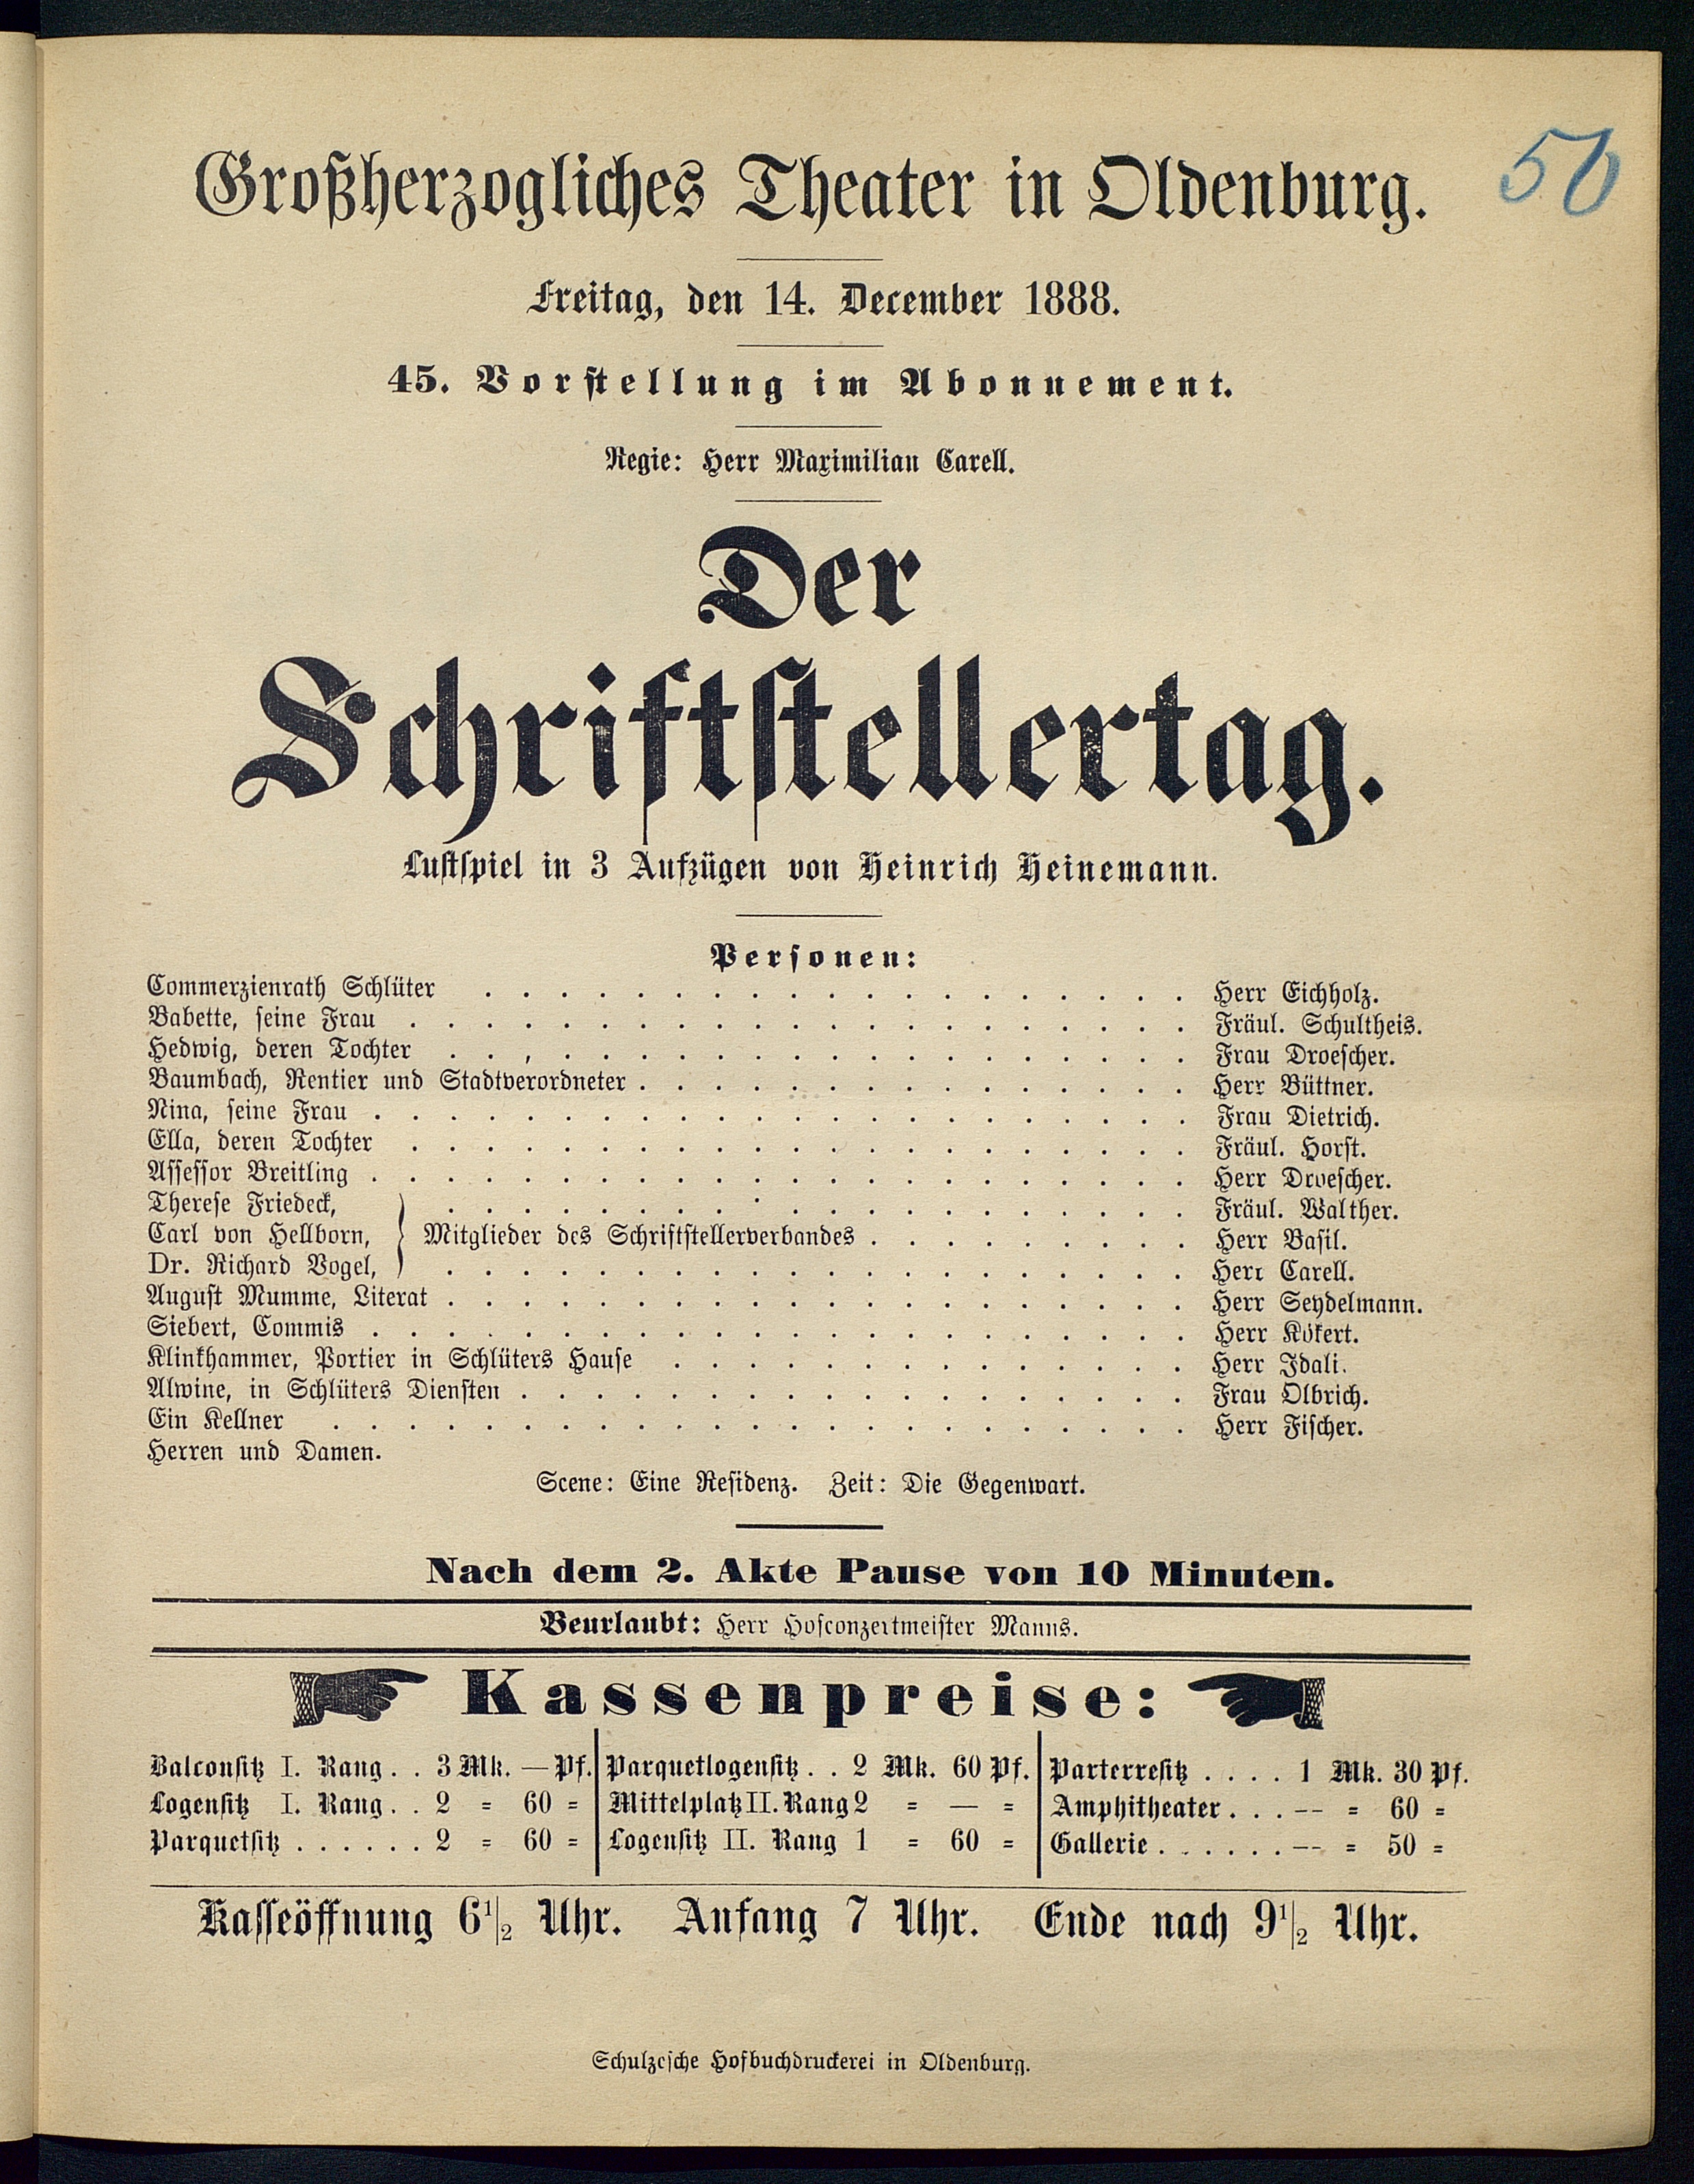 50
Großherzogliches Theater in Oldenburg.
Freitag, den 14. December 1888.
45. Vorstellung im Abonnement.
Regie: Herr Maximilian Carell.
Der
Schriftstellertag.
Lustspiel in 3 Aufzügen von Heinrich Heinemann.
Personen:
Commerzienrath Schlüter . . . . . . . . . . . . . . . . . . . Herr Eichholz.
Babette, seine Frau . . . . . . . . . . . . . . . . . . . . . Fräul. Schultheis.
Hedwig, deren Tochter . . , . . . . . . . . . . . . . . . . . Frau Droescher.
Baumbach, Rentier und Stadtverordneter . . . . . . . . . . . . . . . Herr Büttner.
Nina, seine Frau . . . . . . . . . . . . . . . . . . . . . . Frau Dietrich.
Ella, deren Tochter . . . . . . . . . . . . . . . . . . . . . Fräul. Horst.
Assessor Breitling . . . . . . . . . . . . . . . . . . . . . . Herr Droescher.
Therese Friedeck, . . . . . . . . . . . . . . . . . . . . Fräul. Walther.
Carl von Hellborn, } Mitglieder des Schriftstellerverbandes . . . . . . . . . Herr Basil.
Dr. Richard Vogel, . . . . . . . . . . . . . . . . . . . . Herr Carell.
August Mumme, Literat . . . . . . . . . . . . . . . . . . . . Herr Seydelmann.
Siebert, Commis . . . . . . . . . . . . . . . . . . . . . . Herr Kökert.
Klinkhammer, Portier in Schlüters Hause . . . . . . . . . . . . . . Herr Idali.
Alwine, in Schlüters Diensten . . . . . . . . . . . . . . . . . . Frau Olbrich.
Ein Kellner . . . . . . . . . . . . . . . . . . . . . . . Herr Fischer.
Herren und Damen.
Scene: Eine Residenz. Zeit: Die Gegenwart.
Nach dem 2. Akte Pause von 10 Minuten.
Beurlaubt: Herr Hofconzertmeister Manns.
Kassenpreise:
Balconsitz I. Rang . . 3 Mk. — Pf. Parquetlogensitz . . 2 Mk. 60 Pf. Parterresitz . . . . 1 Mk. 30 Pf.
Logensitz I. Rang . . 2 = 60 = Mittelplatz II. Rang 2 = — = Amphitheater . . . -- = 60 =
Parquetsitz . . . . . . 2 = 60 = Logensitz II. Rang 1 = 60 = Gallerie . . . . . . -- = 50 =
Kasseöffnung 6 1/2 Uhr. Anfang 7 Uhr. Ende nach 9 1/2 Uhr.
Schulzesche Hofbuchdruckerei in Oldenburg.